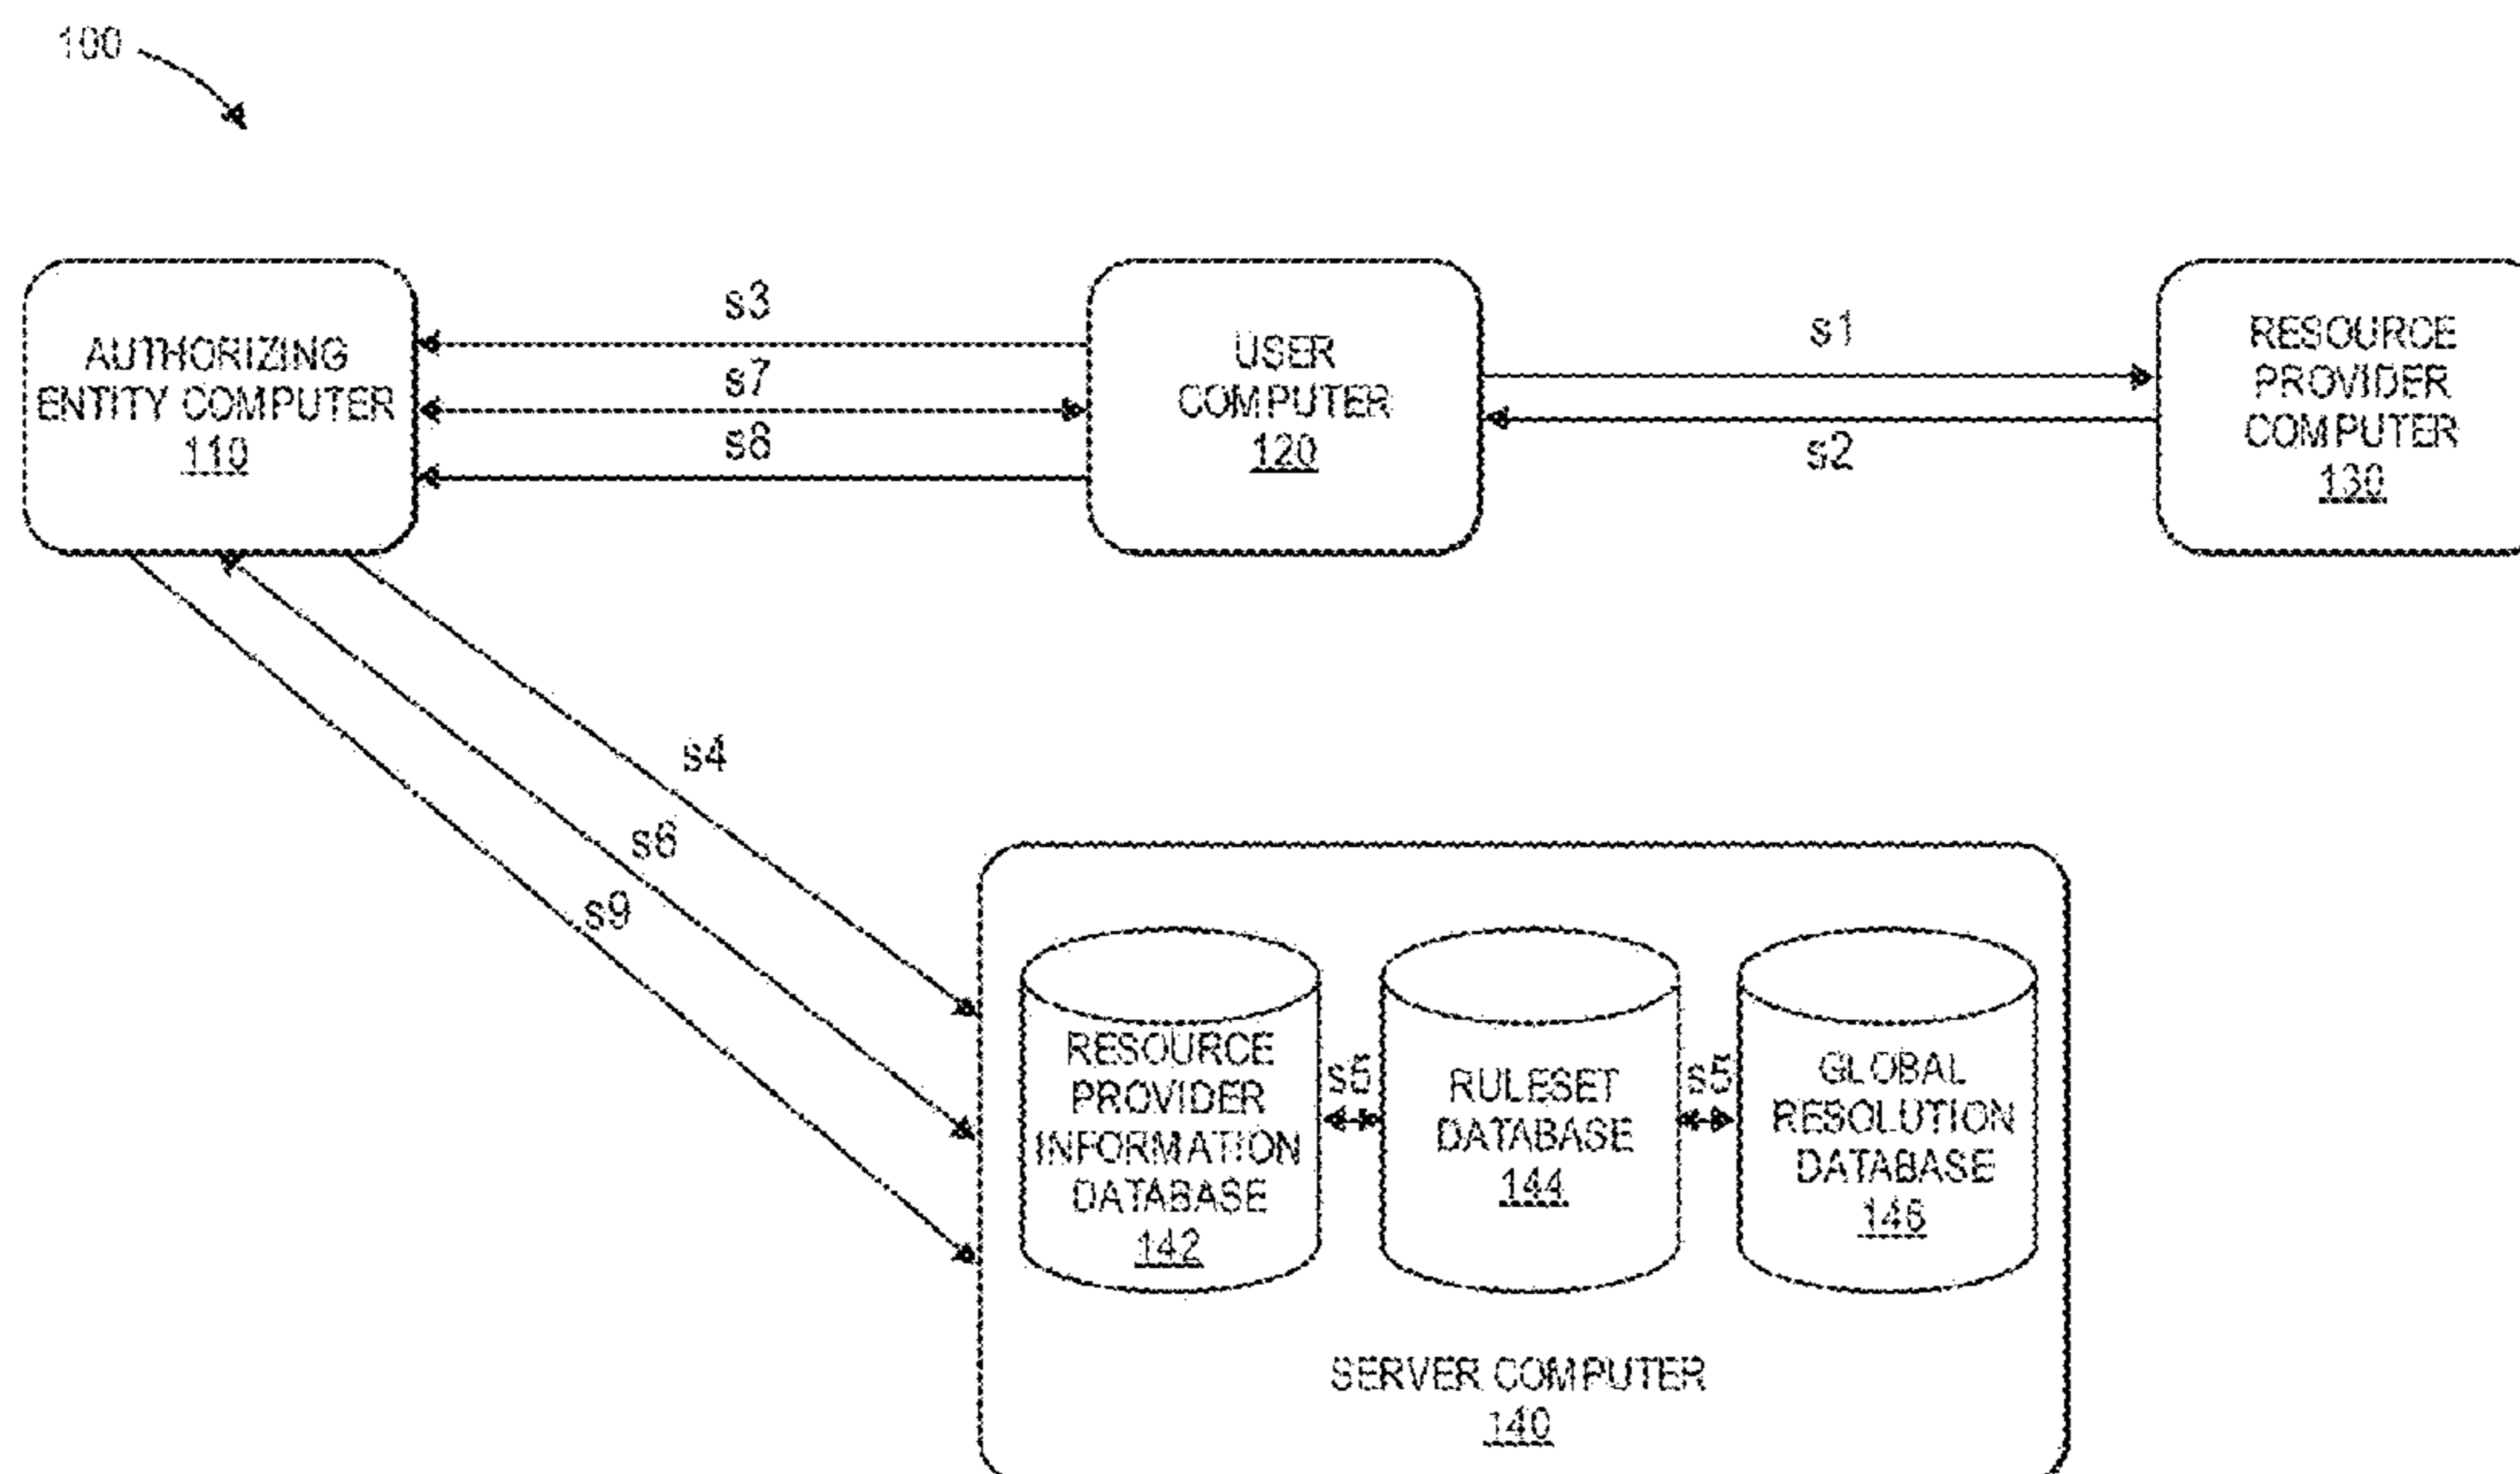 100
AUTHORIZING
ENTITY COMPUTER
110
s3
s7
s8
USER
COMPUTER
120
s1
s2
RESOURCE
PROVIDER
COMPUTER
130
s4
s6
s9
RESOURCE
PROVIDER
INFORMATION
DATABASE
142
s5
RULESET
DATABASE
144
s5
GLOBAL
RESOLUTION
DATABASE
146
SERVER COMPUTER
140